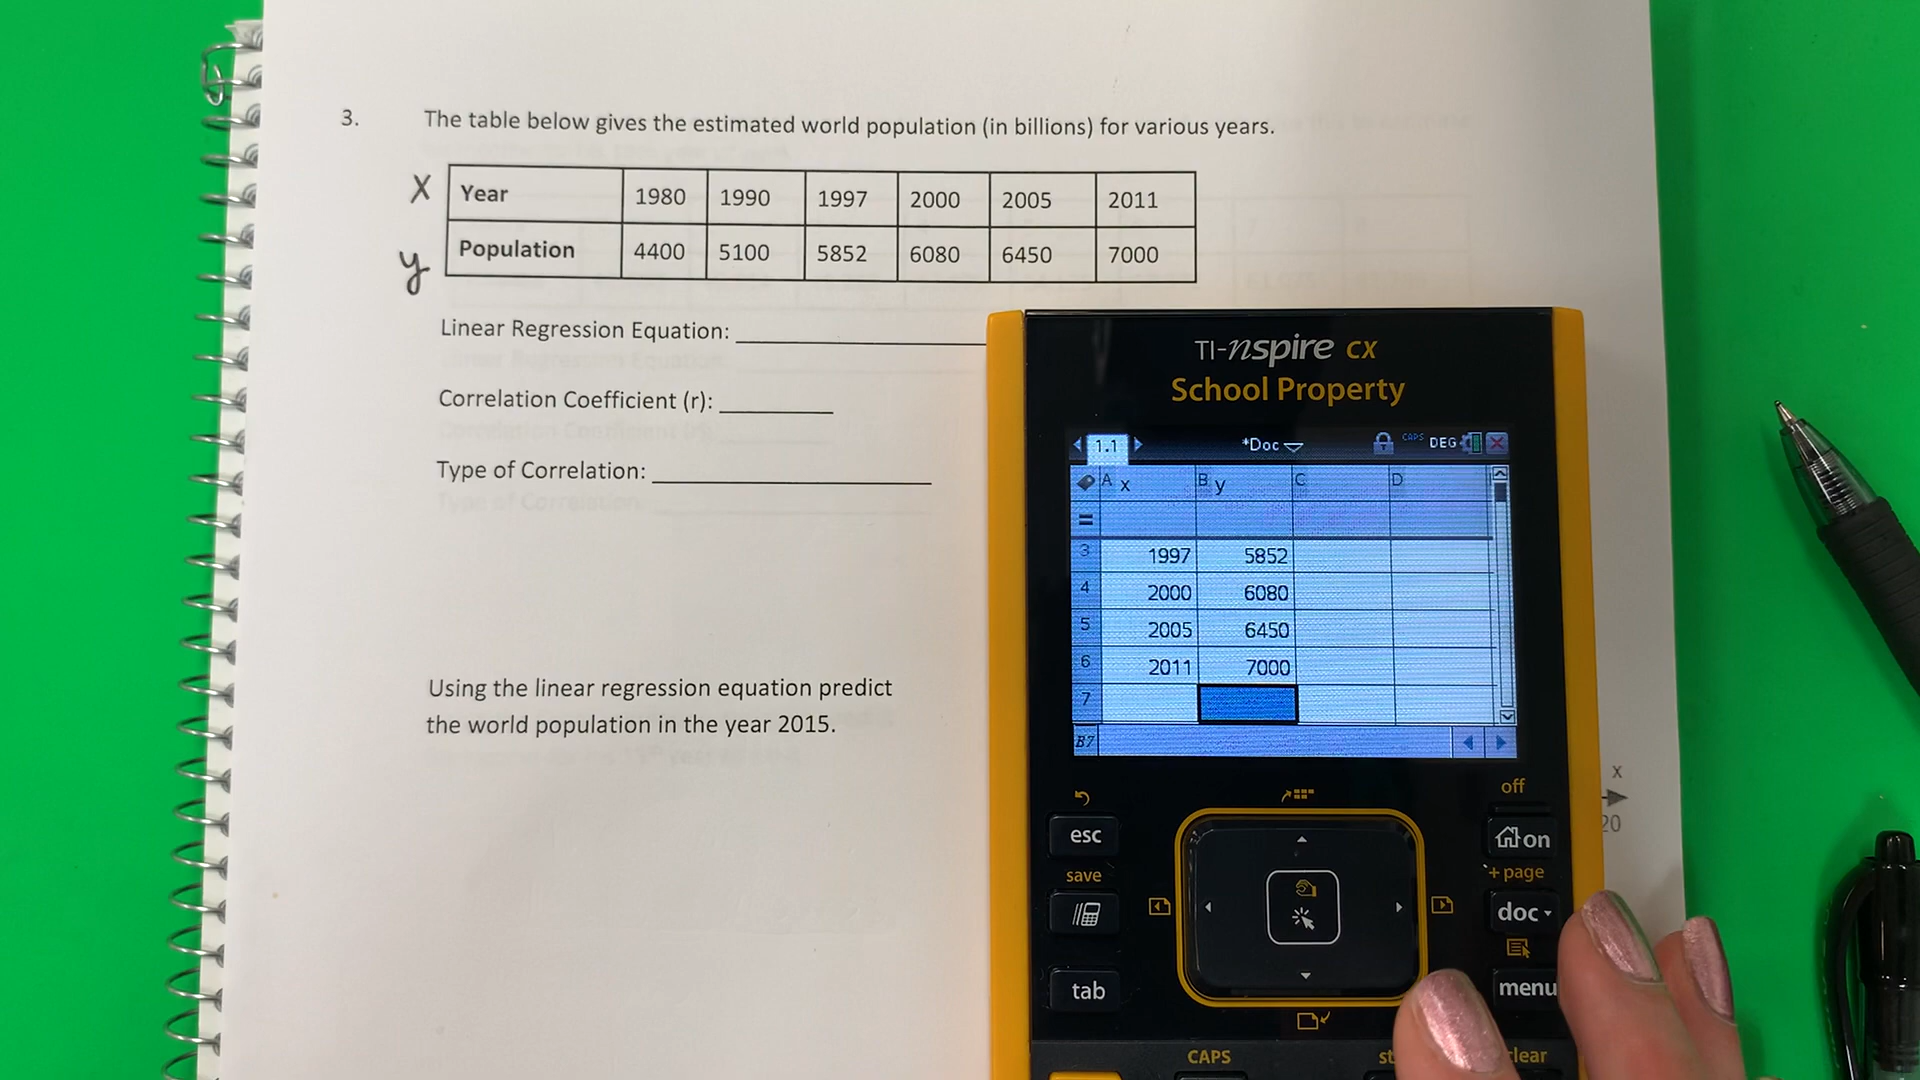 3. The table below gives the estimated world population (in billions) for various years.
X Year 1980 1990 1997 2000 2005 2011
y Population 4400 5100 5852 6080 6450 7000
Linear Regression Equation:
Correlation Coefficient (r):
Type of Correlation:
Using the linear regression equation predict
the world population in the year 2015.
TI-nspire CX
School Property
1.1 *Doc CAPS DEG
A x B y C D
=
3 1997 5852
4 2000 6080
5 2005 6450
6 2011 7000
7
B7
off
esc on
save + page
doc
tab menu
CAPS st clear
x
20